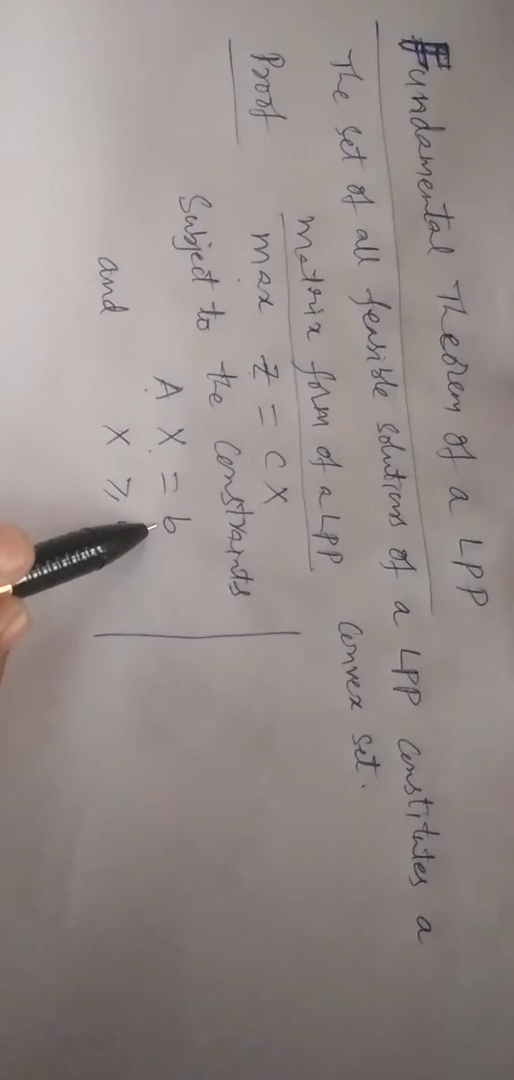 Fundamental Theorem of a LPP
The set of all feasible solutions of a LPP constitutes a
convex set.
Proof
Matrix form of a LPP
Max Z = CX
Subject to the constraints
A X = b
and X ≥